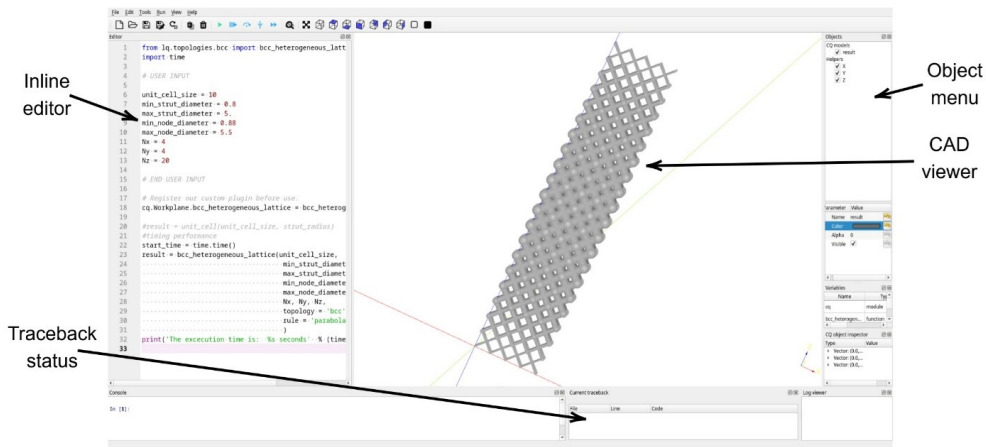 File Edit Tools Run View Help
Editor
1 from lq.topologies.bcc import bcc_heterogeneous_latt
2 import time
3
4 # USER INPUT
5
6 unit_cell_size = 10
7 min_strut_diameter = 0.8
8 max_strut_diameter = 5.
9 min_node_diameter = 0.88
10 max_node_diameter = 5.5
11 Nx = 4
12 Ny = 4
13 Nz = 20
14
15 # END USER INPUT
16
17 # Register our custom plugin before use.
18 cq.Workplane.bcc_heterogeneous_lattice = bcc_heterog
19
20 #result = unit_cell(unit_cell_size, strut_radius)
21 #timing performance
22 start_time = time.time()
23 result = bcc_heterogeneous_lattice(unit_cell_size,
24 min_strut_diamet
25 max_strut_diamet
26 min_node_diamete
27 max_node_diamete
28 Nx, Ny, Nz,
29 topology = 'bcc'
30 rule = 'parabola
31 )
32 print('The excecution time is: %s seconds' % (time
33
Inline
editor
Traceback
status
Object
menu
CAD
viewer
Objects
CQ models
result
Helpers
X
Y
Z
Parameter Value
Name result
Color
Alpha 0
Visible
Variables
Name Typ
cq module
bcc_heterogen... function
CQ object inspector
Type Value
Vector: (0.0,...
Vector: (0.0,...
Vector: (0.0,...
Console
In [1]:
Current traceback
File Line Code
Log viewer